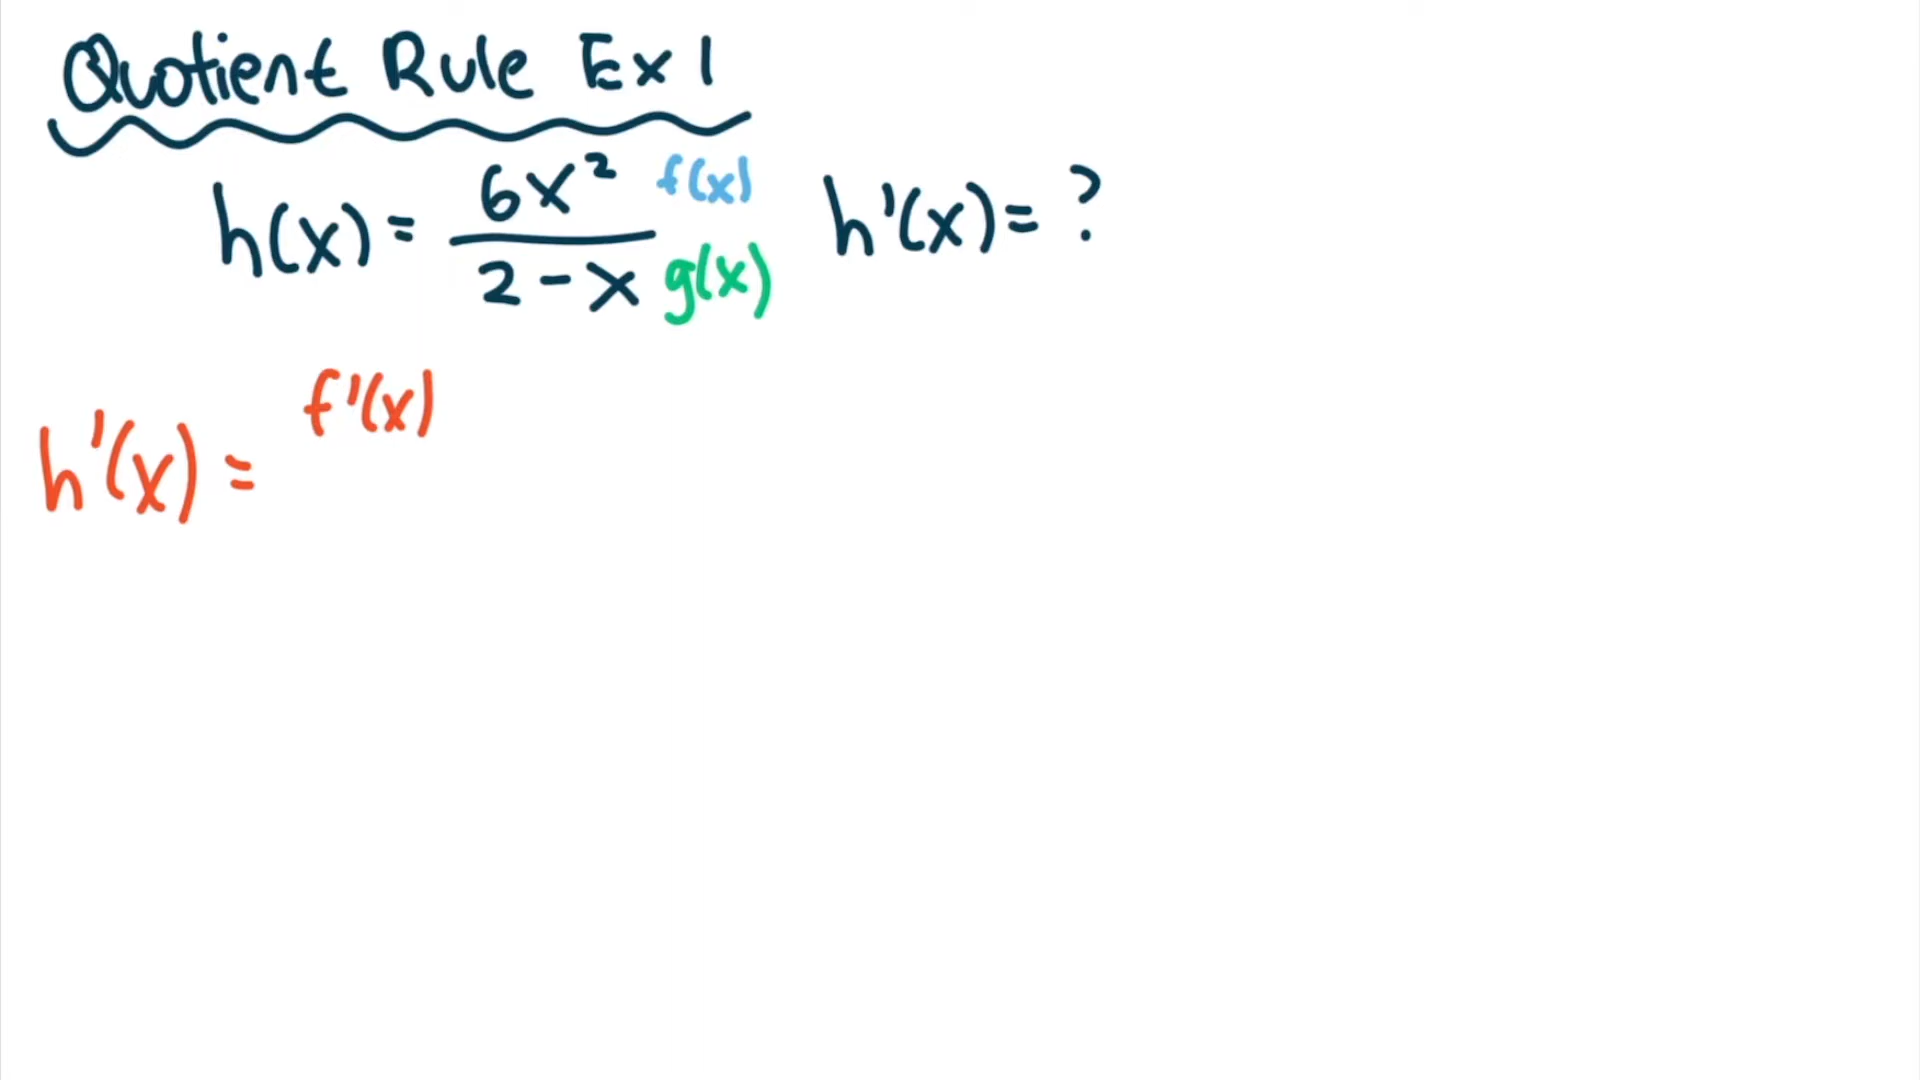 Quotient Rule Ex 1
h(x) = 6x² / 2 - x f(x) g(x) h'(x) = ?
h'(x) = f'(x)